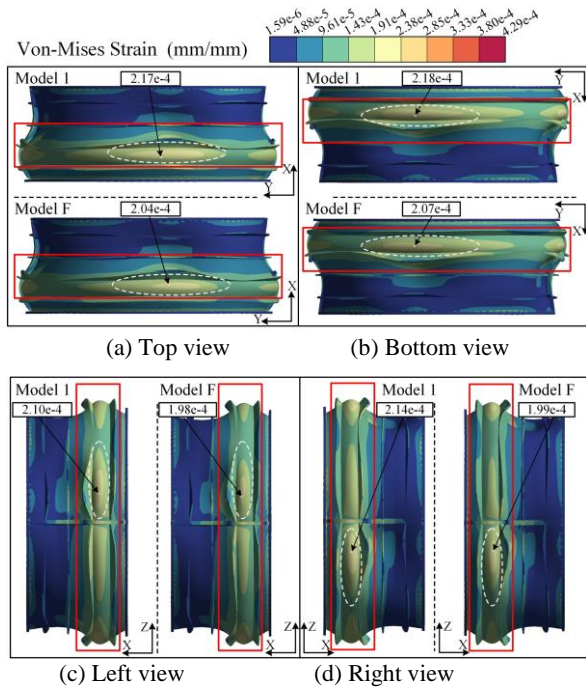 1.59e-6 4.88e-5 9.61e-5 1.43e-4 1.91e-4 2.38e-4 2.85e-4 3.33e-4 3.80e-4 4.29e-4
Von-Mises Strain (mm/mm)
Model 1
2.17e-4
X
Y
Model F
2.04e-4
X
Y
Model 1
2.18e-4
Y
X
Model F
2.07e-4
Y
X
(a) Top view
(b) Bottom view
Model 1
2.10e-4
Z
X
Model F
1.98e-4
Z
X
Model 1
2.14e-4
Z
X
Model F
1.99e-4
Z
X
(c) Left view
(d) Right view